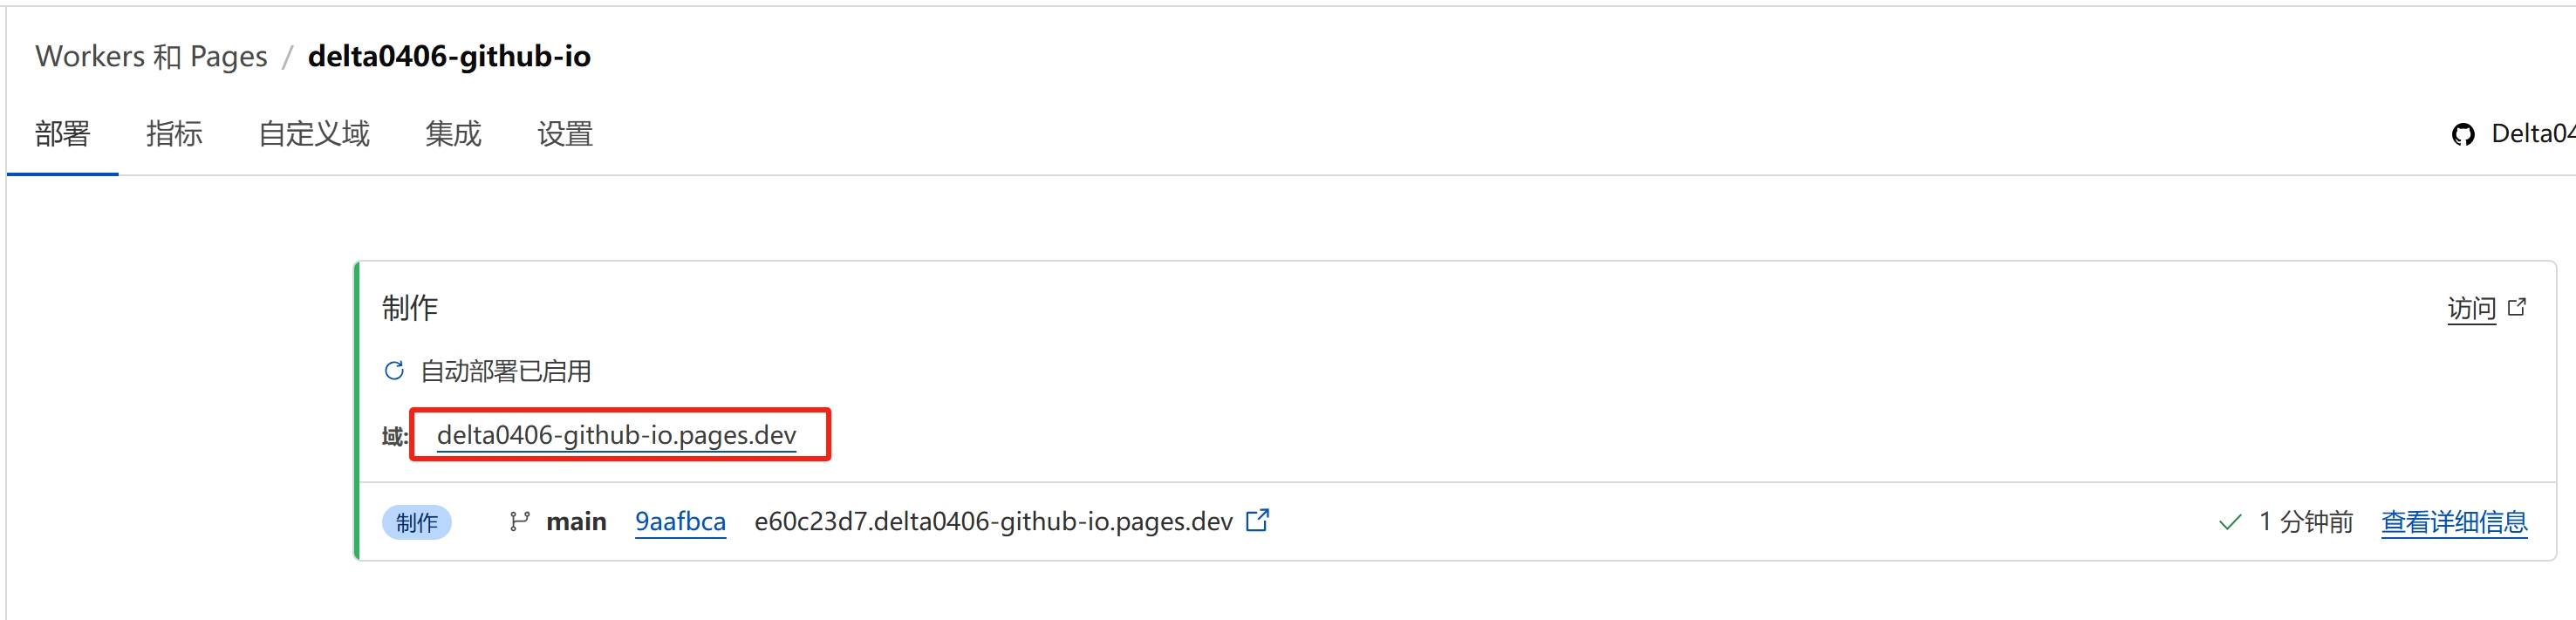 Workers 和 Pages / delta0406-github-io
部署 指标 自定义域 集成 设置 Delta04
制作 访问
自动部署已启用
域: delta0406-github-io.pages.dev
制作 main 9aafbca e60c23d7.delta0406-github-io.pages.dev 1 分钟前 查看详细信息